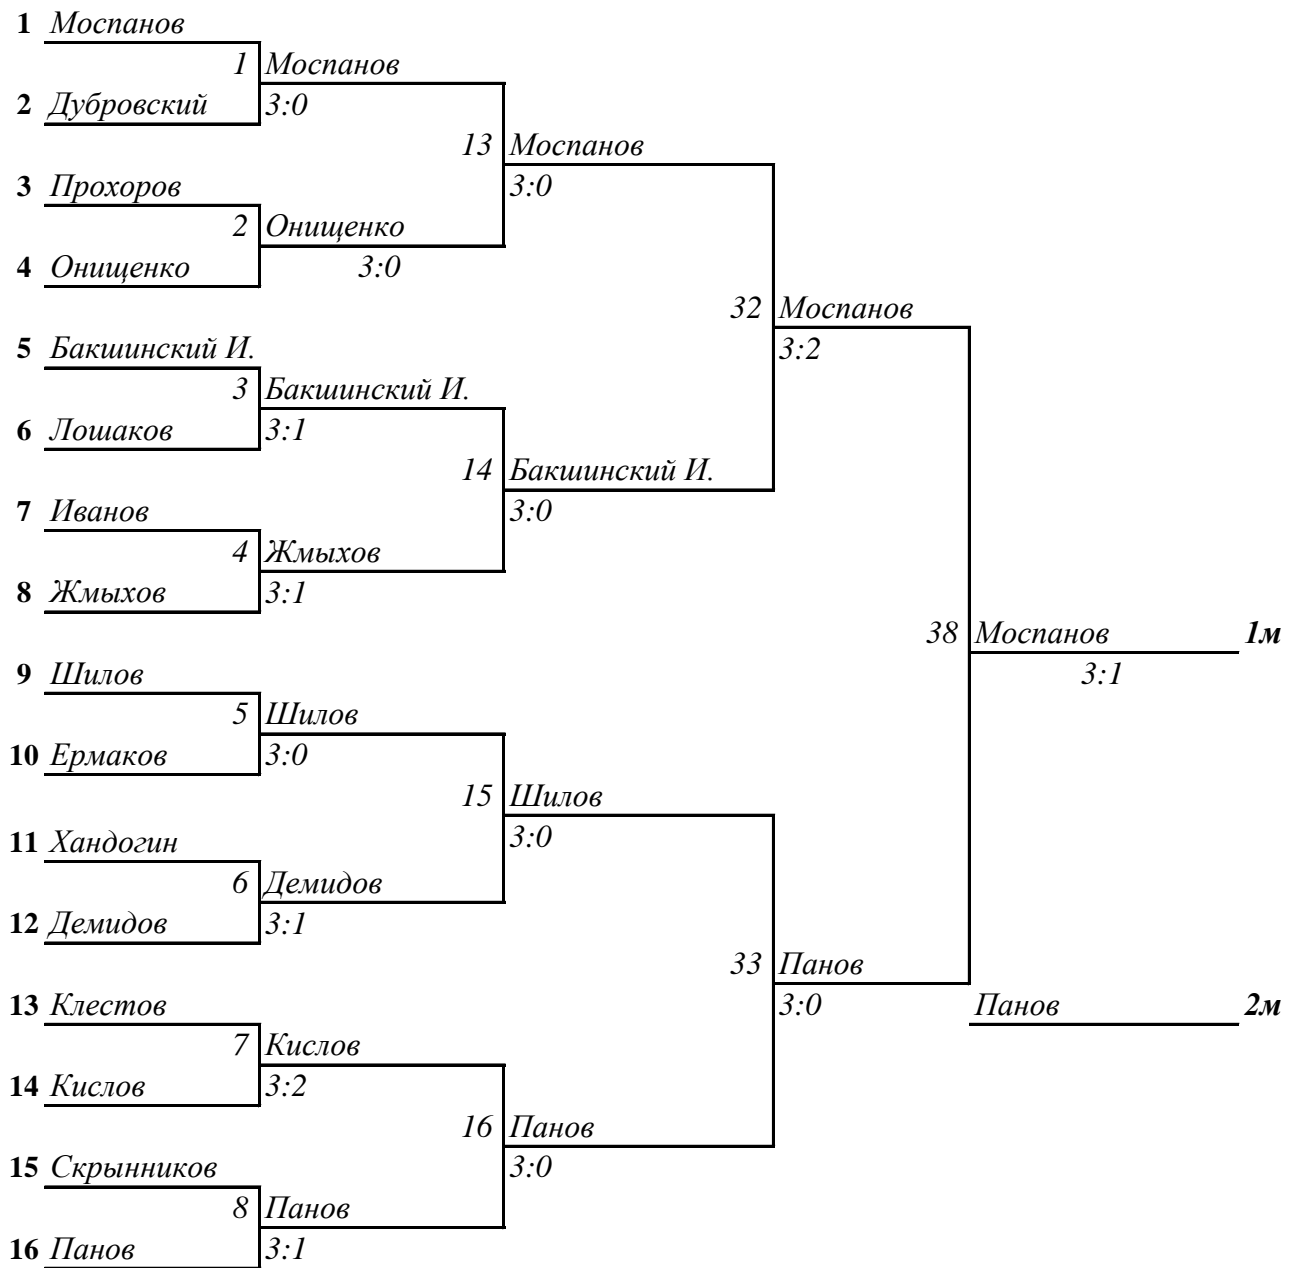 1 Моспанов
1 Моспанов
2 Дубровский 3:0
13 Моспанов
3 Прохоров 3:0
2 Онищенко
4 Онищенко 3:0
32 Моспанов
5 Бакшинский И. 3:2
3 Бакшинский И.
6 Лошаков 3:1
14 Бакшинский И.
7 Иванов 3:0
4 Жмыхов
8 Жмыхов 3:1
38 Моспанов 1м
9 Шилов 3:1
5 Шилов
10 Ермаков 3:0
15 Шилов
11 Хандогин 3:0
6 Демидов
12 Демидов 3:1
33 Панов
13 Клестов 3:0 Панов 2м
7 Кислов
14 Кислов 3:2
16 Панов
15 Скрынников 3:0
8 Панов
16 Панов 3:1